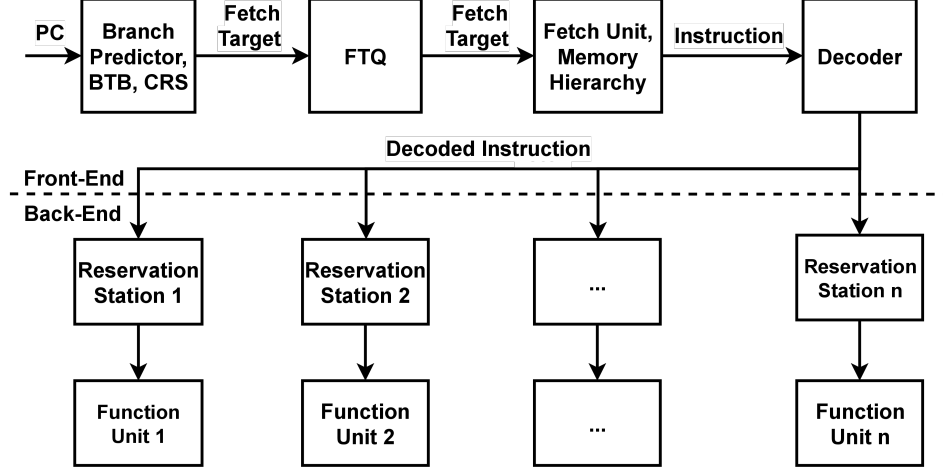 PC
Branch
Predictor,
BTB, CRS
Fetch
Target
FTQ
Fetch
Target
Fetch Unit,
Memory
Hierarchy
Instruction
Decoder
Decoded Instruction
Front-End
Back-End
Reservation
Station 1
Reservation
Station 2
...
Reservation
Station n
Function
Unit 1
Function
Unit 2
...
Function
Unit n